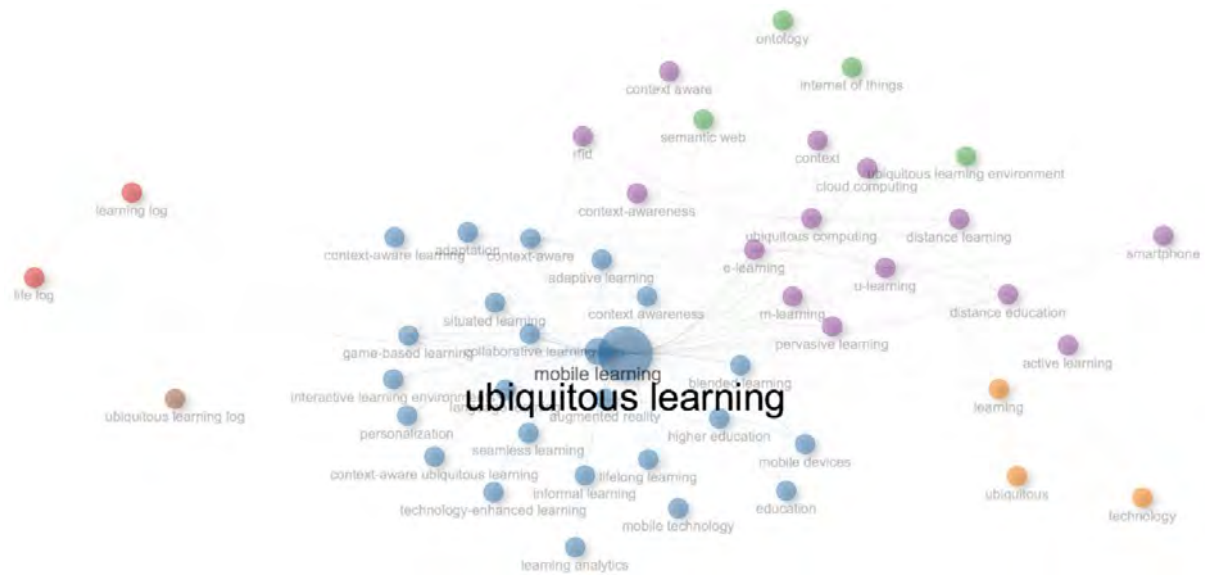 ontology
internet of things
context aware
semantic web
rfid
context
ubiquitous learning environment
cloud computing
learning log
context-awareness
ubiquitous computing
distance learning
adaptation
context-aware learning
context-aware
smartphone
e-learning
adaptive learning
u-learning
life log
context awareness
m-learning
distance education
situated learning
pervasive learning
game-based learning
collaborative learning
active learning
mobile learning
blended learning
ubiquitous learning
interactive learning environments
learning
ubiquitous learning log
augmented reality
personalization
higher education
seamless learning
mobile devices
context-aware ubiquitous learning
lifelong learning
informal learning
ubiquitous
technology-enhanced learning
education
technology
mobile technology
learning analytics